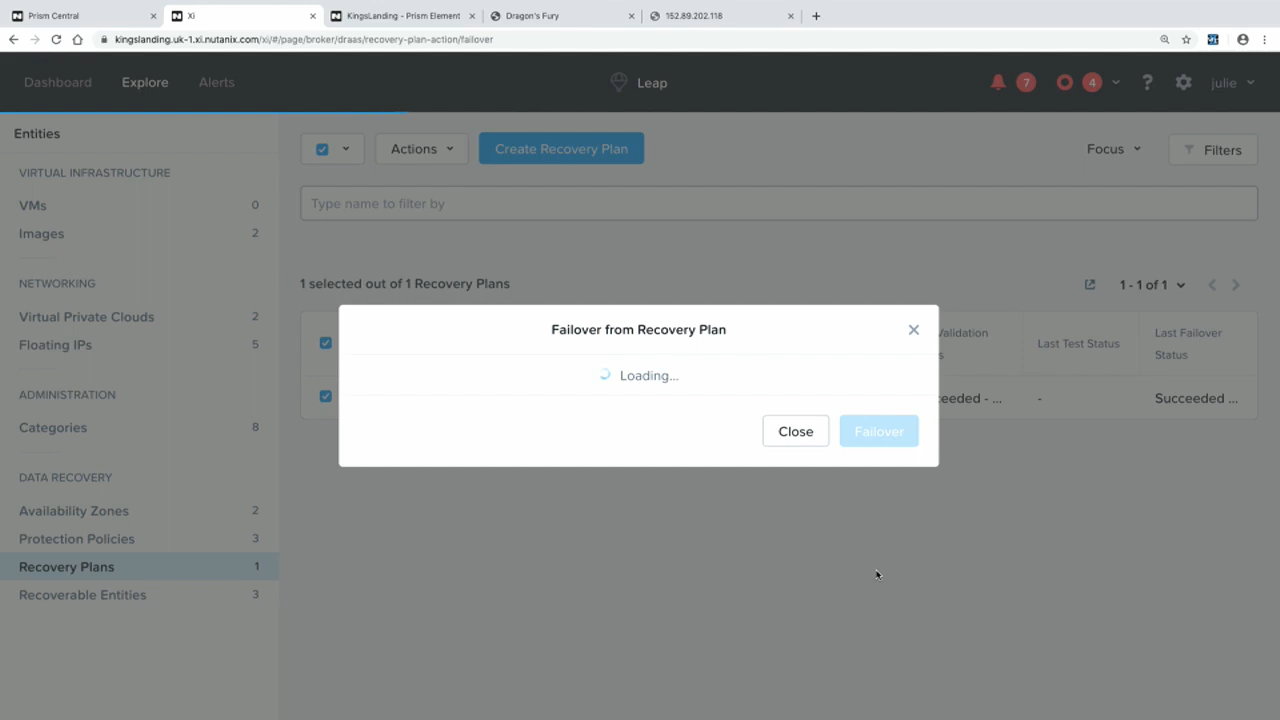 Prism Central
Xi
KingsLanding - Prism Element
Dragon's Fury
152.89.202.118
kingslanding.uk-1.xi.nutanix.com/xi/#/page/broker/draas/recovery-plan-action/failover
Dashboard
Explore
Alerts
Leap
7
4
?
julie
Entities
VIRTUAL INFRASTRUCTURE
VMs 0
Images 2
NETWORKING
Virtual Private Clouds 2
Floating IPs 5
ADMINISTRATION
Categories 8
DATA RECOVERY
Availability Zones 2
Protection Policies 3
Recovery Plans 1
Recoverable Entities 3
Actions
Create Recovery Plan
Focus
Filters
Type name to filter by
1 selected out of 1 Recovery Plans
1 - 1 of 1
Validation
s
Last Test Status
Last Failover
Status
eeded - ...
-
Succeeded ...
Failover from Recovery Plan
Loading...
Close
Failover